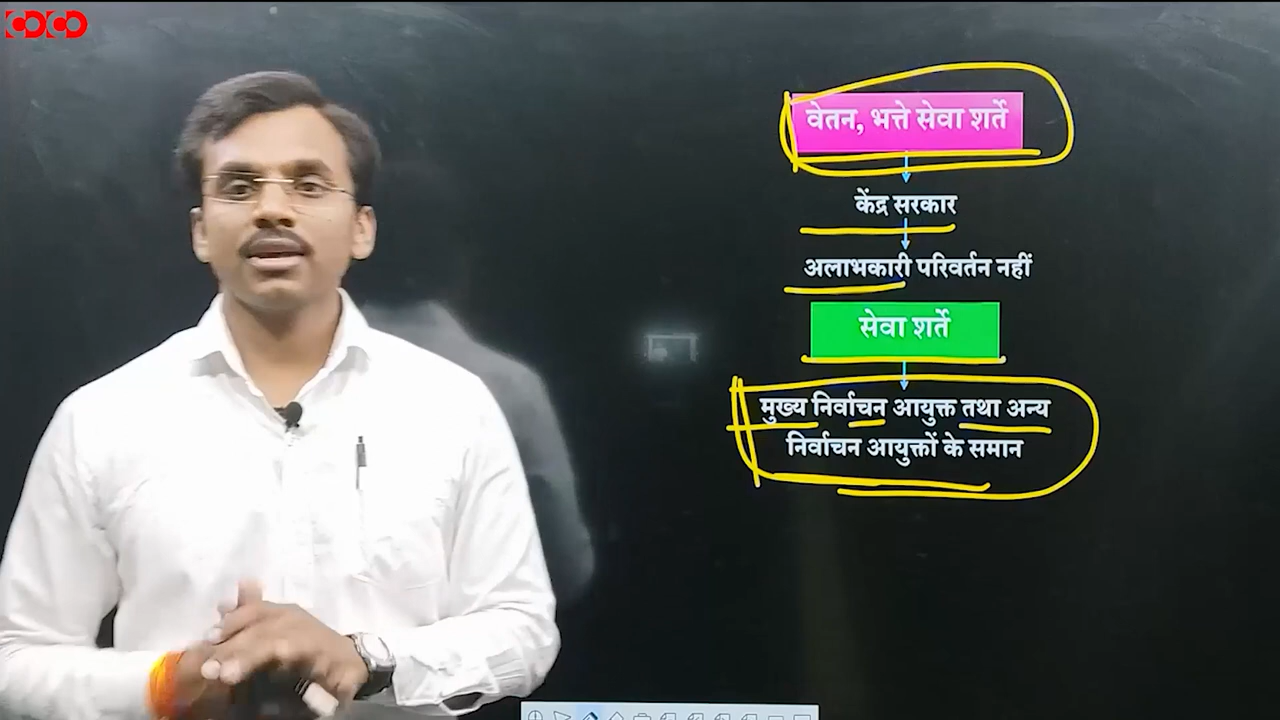 वेतन, भत्ते सेवा शर्ते
केंद्र सरकार
अलाभकारी परिवर्तन नहीं
सेवा शर्ते
मुख्य निर्वाचन आयुक्त तथा अन्य
निर्वाचन आयुक्तों के समान